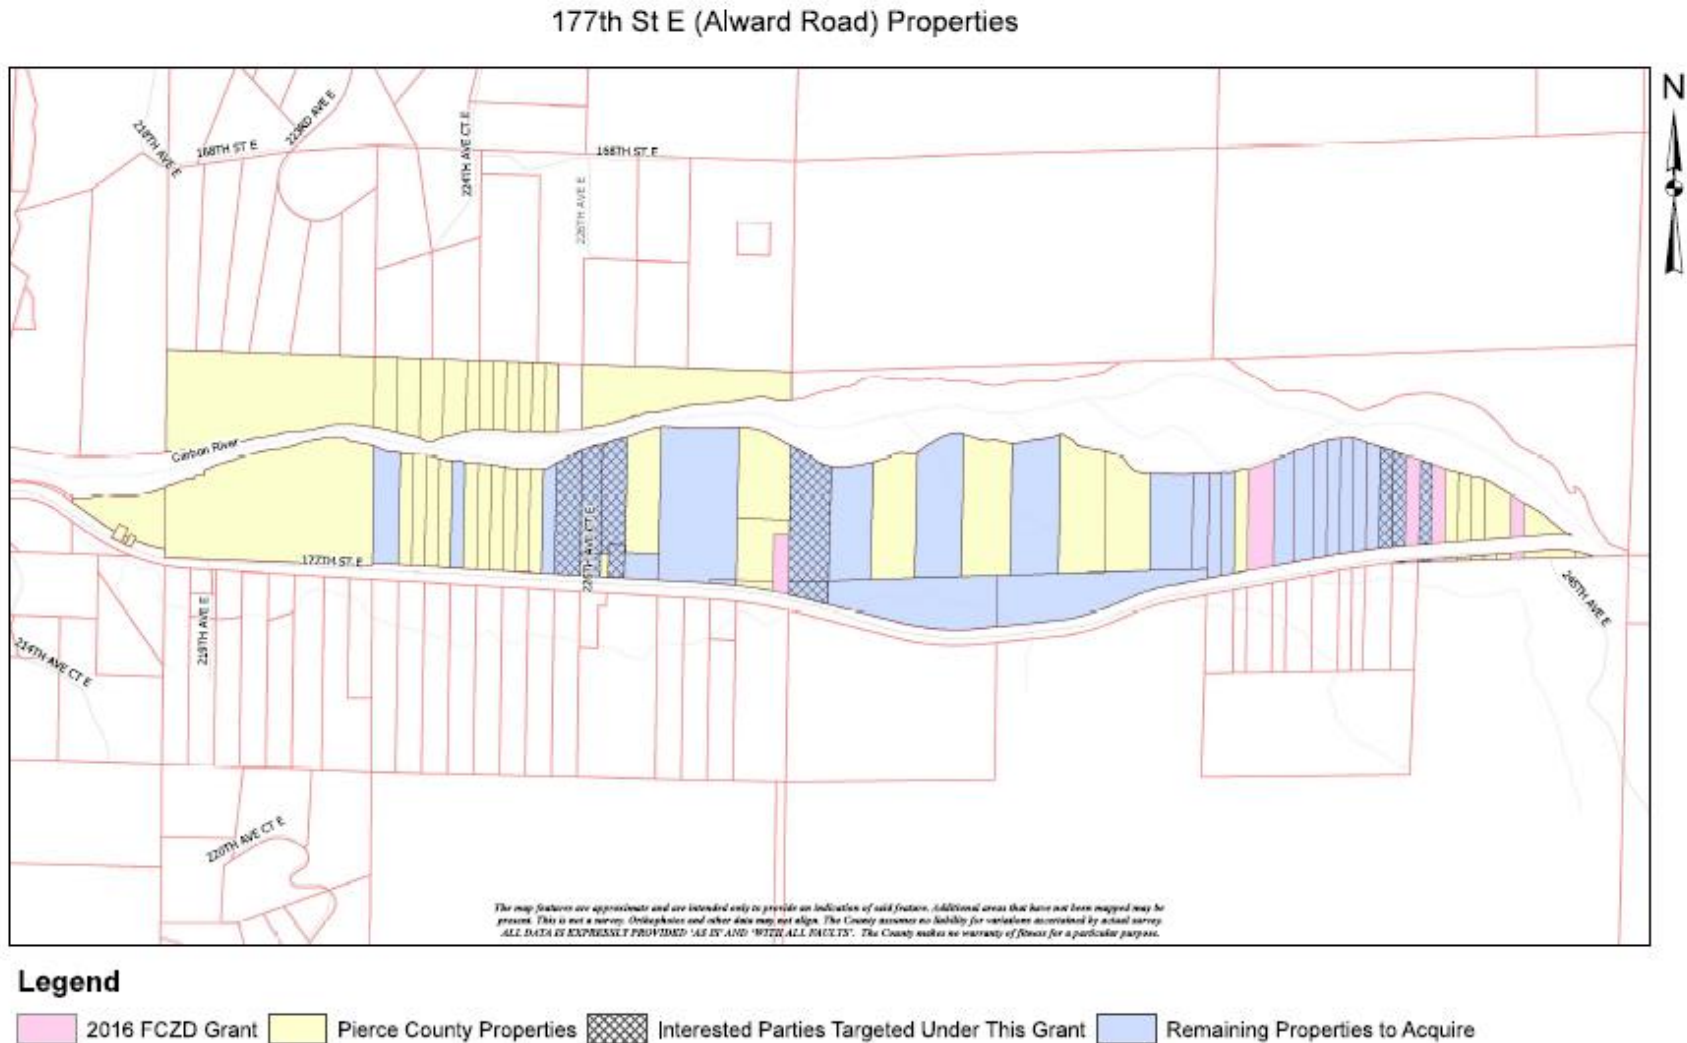 177th St E (Alward Road) Properties
N
218TH AVE E
168TH ST E
223RD AVE E
224TH AVE CT E
168TH ST E
226TH AVE E
Carbon River
177TH ST E
226TH AVE CT E
219TH AVE E
214TH AVE CT E
245TH AVE E
220TH AVE CT E
The map features are approximate and are intended only to provide an indication of said feature. Additional areas that have not been mapped may be
present. This is not a survey. Orthophotos and other data may not align. The County assumes no liability for variations ascertained by actual survey.
ALL DATA IS EXPRESSLY PROVIDED 'AS IS' AND 'WITH ALL FAULTS'. The County makes no warranty of fitness for a particular purpose.
Legend
2016 FCZD Grant
Pierce County Properties
Interested Parties Targeted Under This Grant
Remaining Properties to Acquire